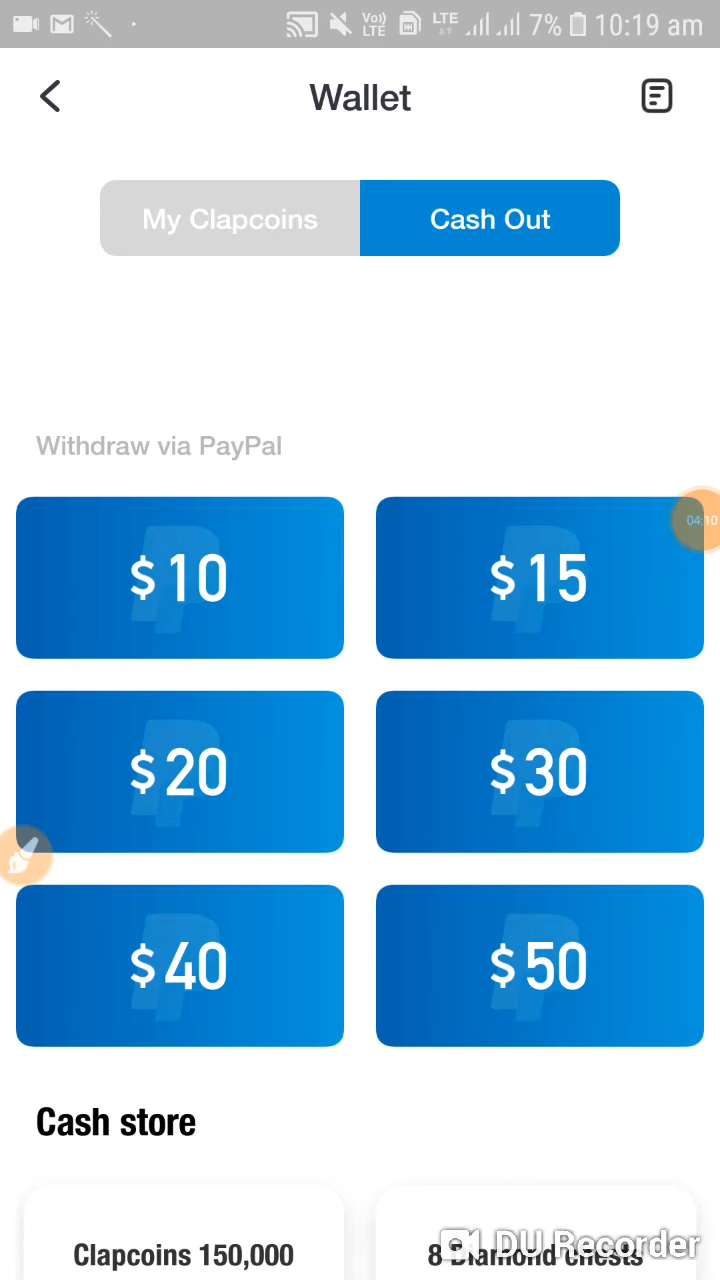 Vo)) LTE LTE 7% 10:19 am
Wallet
My Clapcoins Cash Out
Withdraw via PayPal
$10 $15
04:10
$20 $30
$40 $50
Cash store
Clapcoins 150,000 8 Diamond chests
DU Recorder